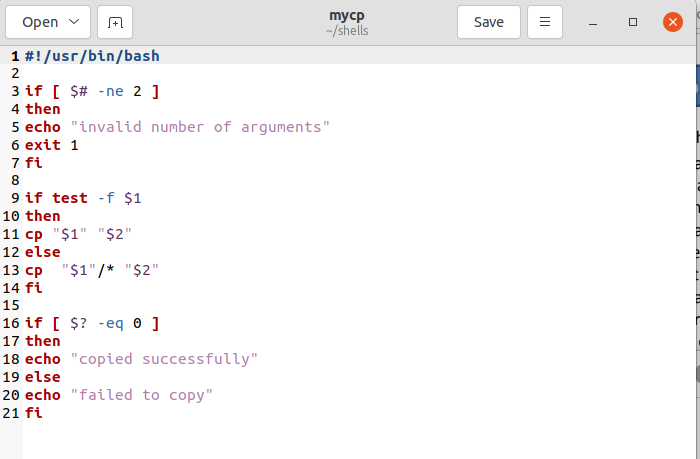 Open
mycp
~/shells
Save
1 #!/usr/bin/bash
2
3 if [ $# -ne 2 ]
4 then
5 echo "invalid number of arguments"
6 exit 1
7 fi
8
9 if test -f $1
10 then
11 cp "$1" "$2"
12 else
13 cp  "$1"/* "$2"
14 fi
15
16 if [ $? -eq 0 ]
17 then
18 echo "copied successfully"
19 else
20 echo "failed to copy"
21 fi